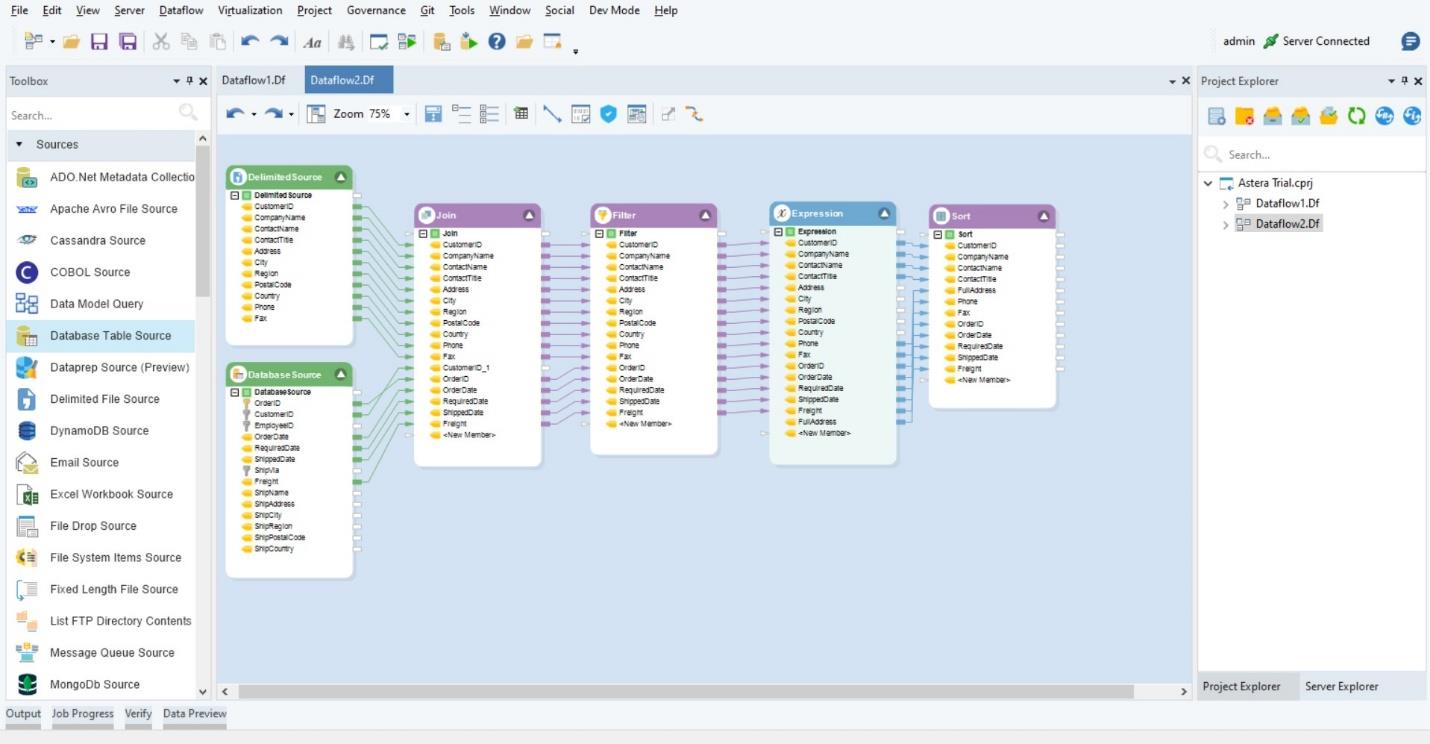 File Edit View Server Dataflow Virtualization Project Governance Git Tools Window Social Dev Mode Help
Aa
admin Server Connected
Toolbox
Search...
Sources
ADO.Net Metadata Collectio
Apache Avro File Source
Cassandra Source
COBOL Source
Data Model Query
Database Table Source
Dataprep Source (Preview)
Delimited File Source
DynamoDB Source
Email Source
Excel Workbook Source
File Drop Source
File System Items Source
Fixed Length File Source
List FTP Directory Contents
Message Queue Source
MongoDb Source
Dataflow1.Df Dataflow2.Df
Zoom 75%
DelimitedSource
DelimitedSource
CustomerID
CompanyName
ContactName
ContactTitle
Address
City
Region
PostalCode
Country
Phone
Fax
DatabaseSource
DatabaseSource
OrderID
CustomerID
EmployeeID
OrderDate
RequiredDate
ShippedDate
ShipVia
Freight
ShipName
ShipAddress
ShipCity
ShipRegion
ShipPostalCode
ShipCountry
Join
Join
CustomerID
CompanyName
ContactName
ContactTitle
Address
City
Region
PostalCode
Country
Phone
Fax
CustomerID_1
OrderID
OrderDate
RequiredDate
ShippedDate
Freight
<New Member>
Filter
Filter
CustomerID
CompanyName
ContactName
ContactTitle
Address
City
Region
PostalCode
Country
Phone
Fax
OrderID
OrderDate
RequiredDate
ShippedDate
Freight
<New Member>
Expression
Expression
CustomerID
CompanyName
ContactName
ContactTitle
Address
City
Region
PostalCode
Country
Phone
Fax
OrderID
OrderDate
RequiredDate
ShippedDate
Freight
FullAddress
<New Member>
Sort
Sort
CustomerID
CompanyName
ContactName
ContactTitle
FullAddress
Phone
Fax
OrderID
OrderDate
RequiredDate
ShippedDate
Freight
<New Member>
Project Explorer
Search...
Astera Trial.cprj
Dataflow1.Df
Dataflow2.Df
Project Explorer Server Explorer
Output Job Progress Verify Data Preview